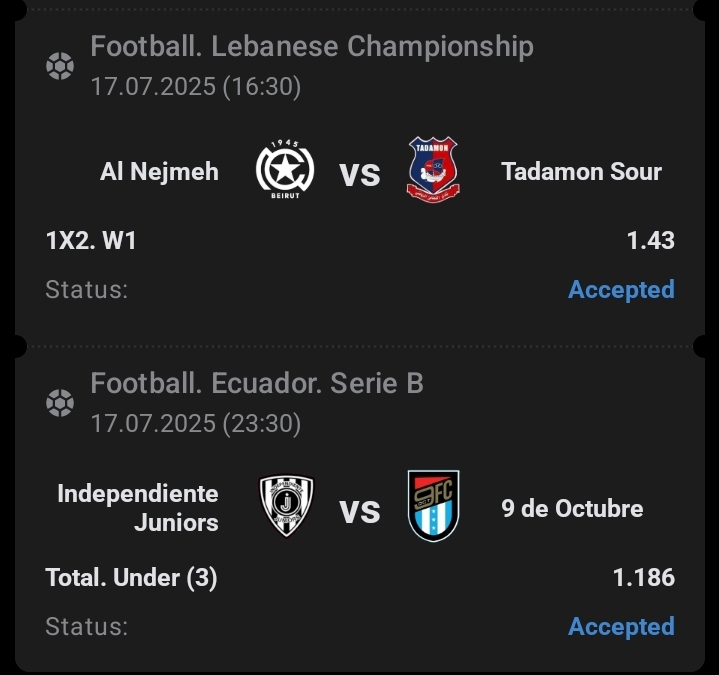 Football. Lebanese Championship
17.07.2025 (16:30)
Al Nejmeh
1945
BEIRUT
vs
TADAMON
Tadamon Sour
1X2. W1
1.43
Status:
Accepted
Football. Ecuador. Serie B
17.07.2025 (23:30)
Independiente
Juniors
vs
9FC
9 de Octubre
Total. Under (3)
1.186
Status:
Accepted